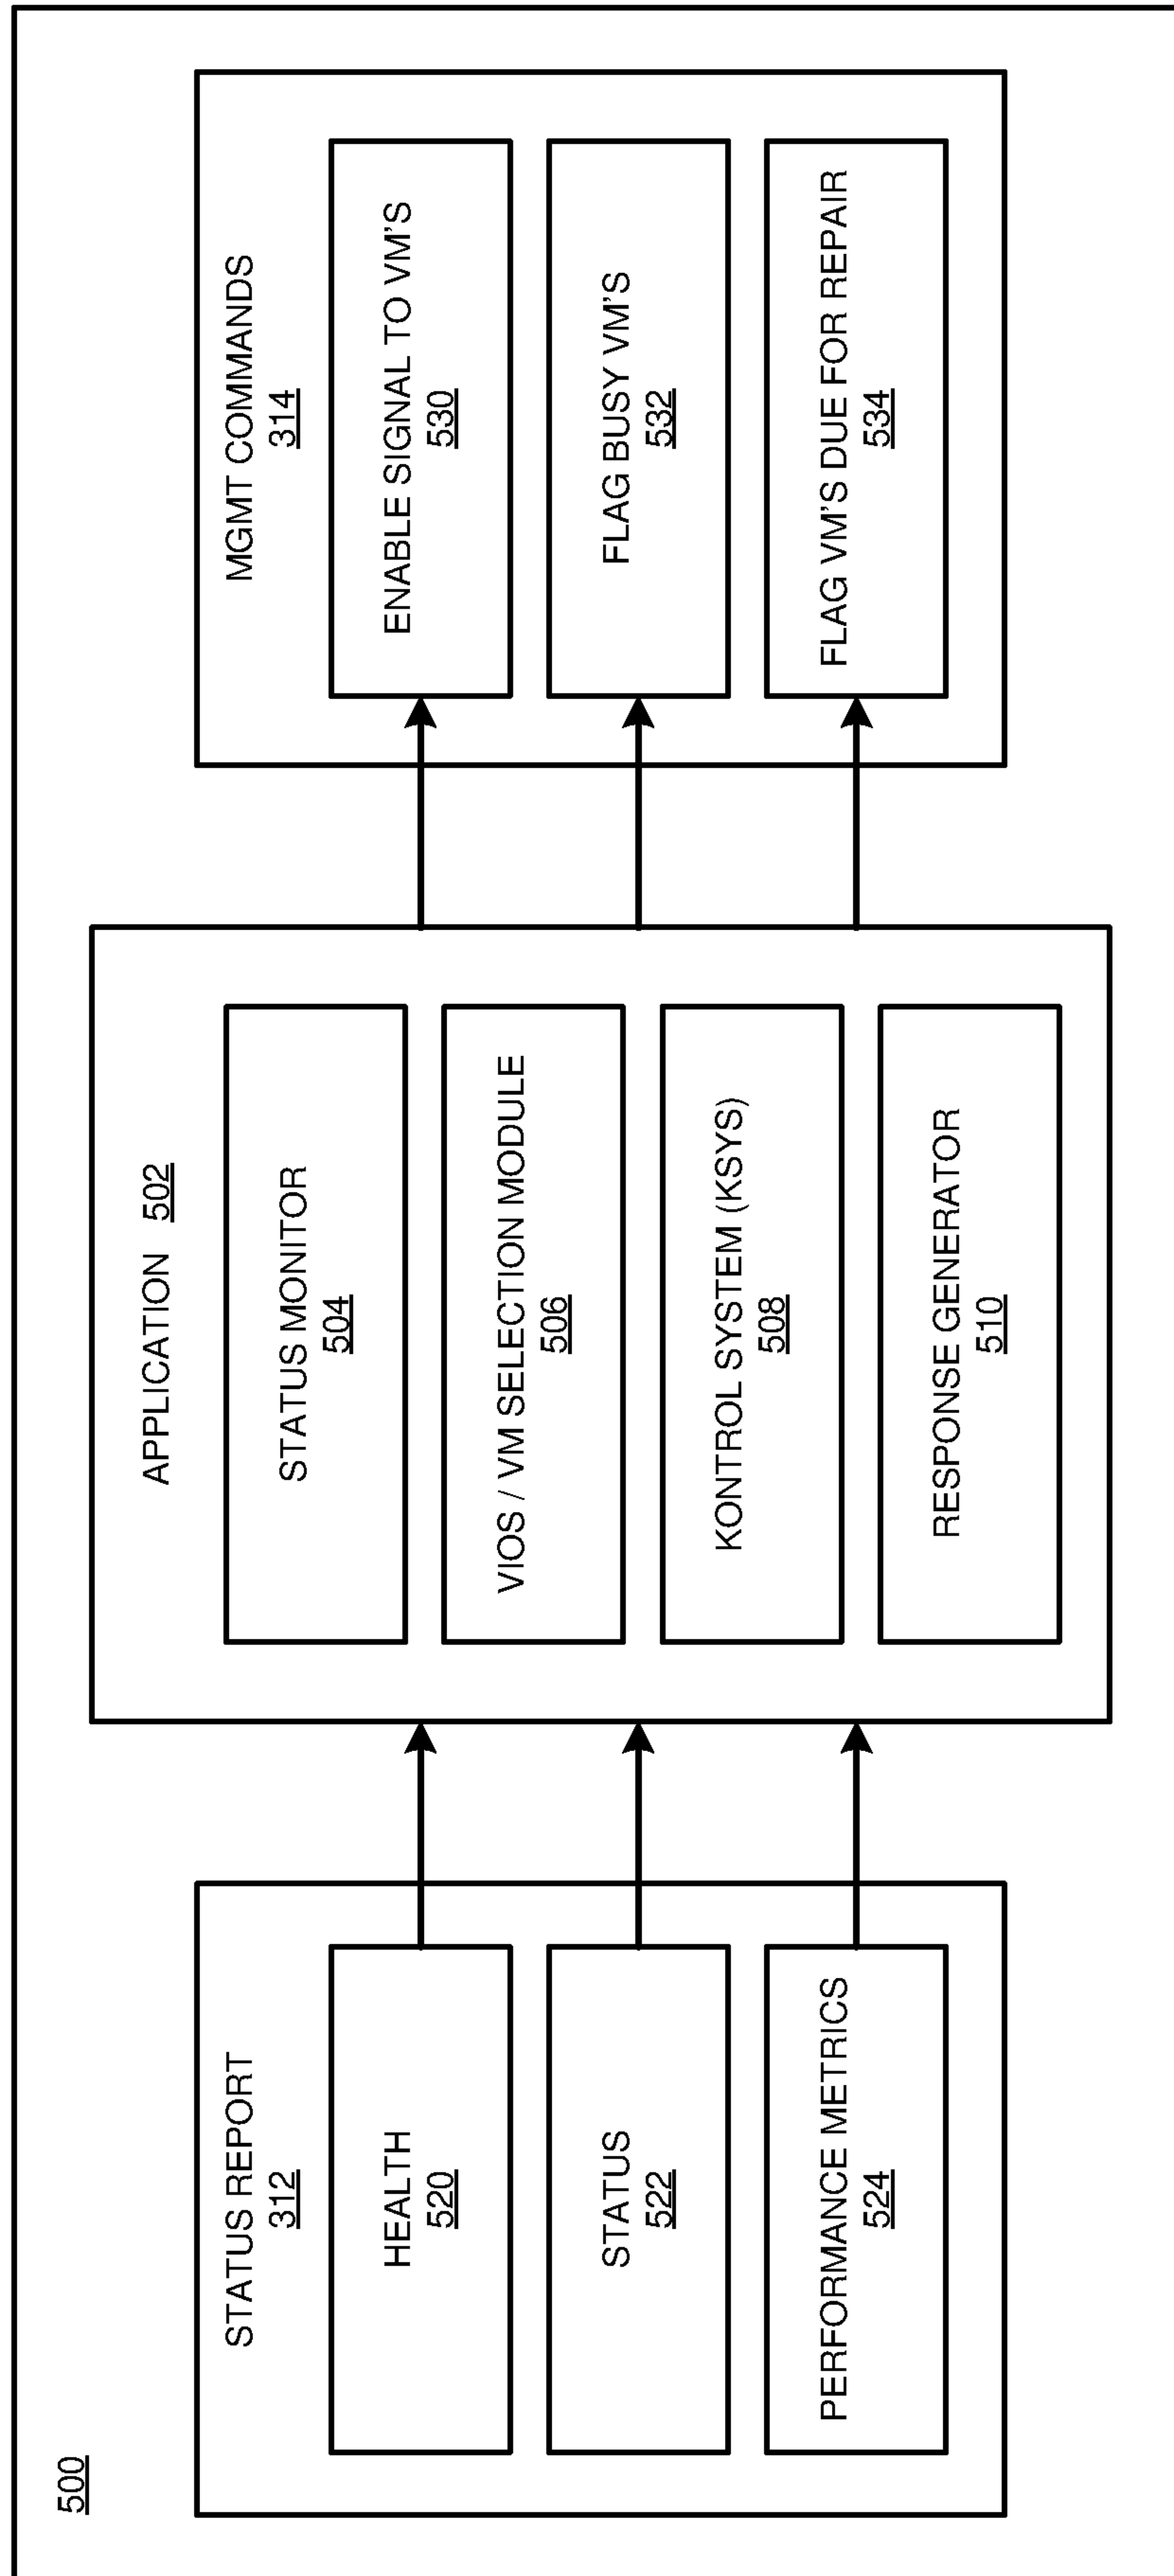 500
STATUS REPORT
312
HEALTH
520
STATUS
522
PERFORMANCE METRICS
524
APPLICATION 502
STATUS MONITOR
504
VIOS / VM SELECTION MODULE
506
KONTROL SYSTEM (KSYS)
508
RESPONSE GENERATOR
510
MGMT COMMANDS
314
ENABLE SIGNAL TO VM'S
530
FLAG BUSY VM'S
532
FLAG VM'S DUE FOR REPAIR
534